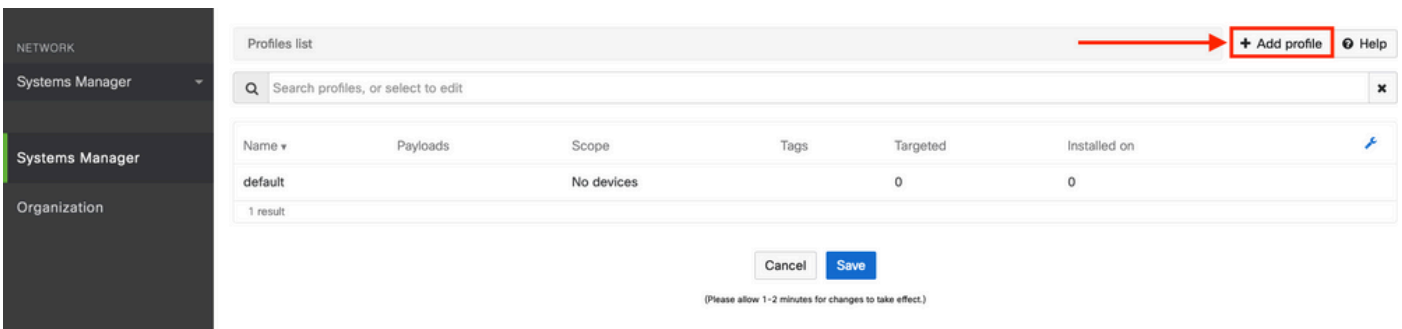 NETWORK
Systems Manager
Systems Manager
Organization
Profiles list
+ Add profile
Help
Search profiles, or select to edit
Name Payloads Scope Tags Targeted Installed on
default No devices 0 0
1 result
Cancel Save
(Please allow 1-2 minutes for changes to take effect.)